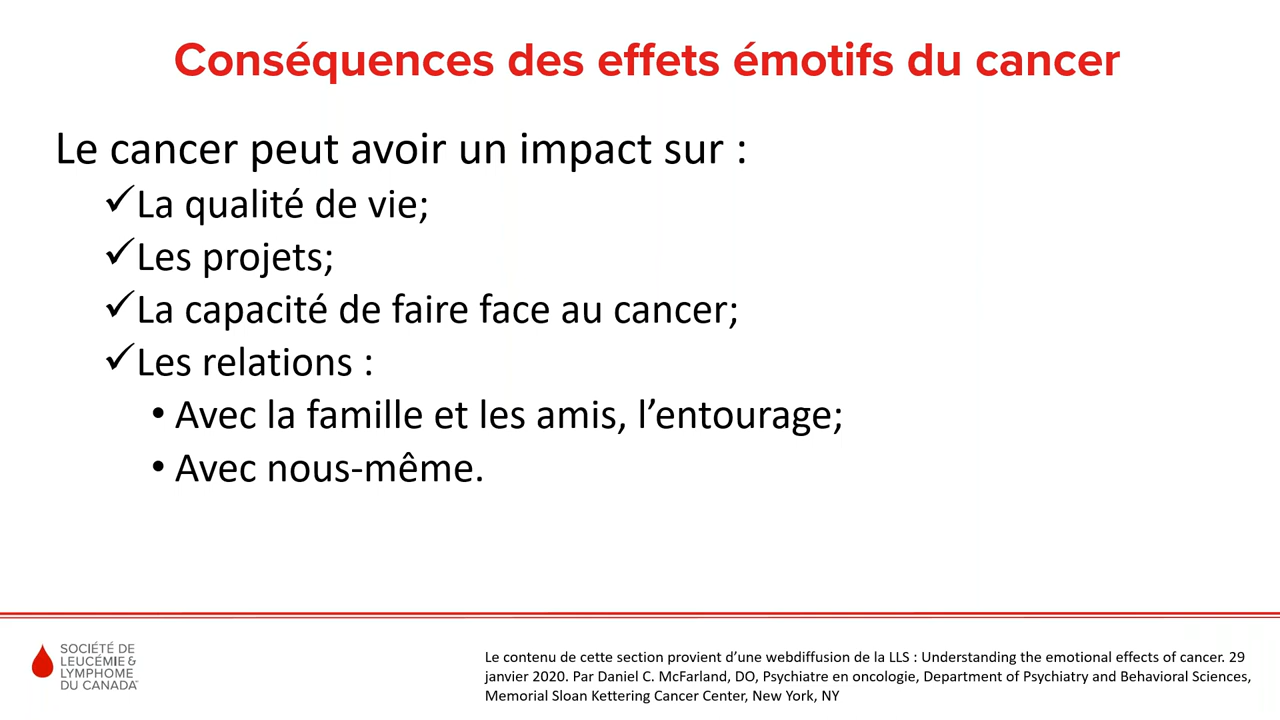 Conséquences des effets émotifs du cancer
Le cancer peut avoir un impact sur :
✓La qualité de vie;
✓Les projets;
✓La capacité de faire face au cancer;
✓Les relations :
• Avec la famille et les amis, l’entourage;
• Avec nous-même.
SOCIÉTÉ DE
LEUCÉMIE &
LYMPHOME
DU CANADA
Le contenu de cette section provient d’une webdiffusion de la LLS : Understanding the emotional effects of cancer. 29
janvier 2020. Par Daniel C. McFarland, DO, Psychiatre en oncologie, Department of Psychiatry and Behavioral Sciences,
Memorial Sloan Kettering Cancer Center, New York, NY